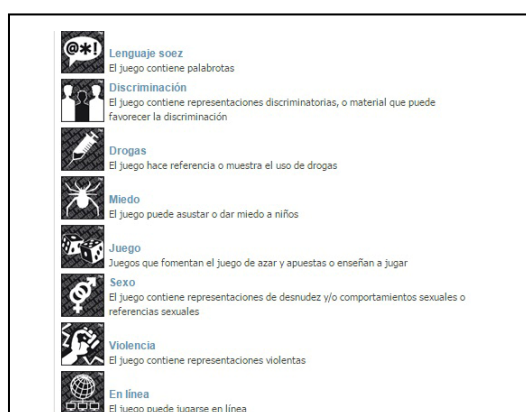 @*!
Lenguaje soez
El juego contiene palabrotas
Discriminación
El juego contiene representaciones discriminatorias, o material que puede
favorecer la discriminación
Drogas
El juego hace referencia o muestra el uso de drogas
Miedo
El juego puede asustar o dar miedo a niños
Juego
Juegos que fomentan el juego de azar y apuestas o enseñan a jugar
Sexo
El juego contiene representaciones de desnudez y/o comportamientos sexuales o
referencias sexuales
Violencia
El juego contiene representaciones violentas
En línea
El juego puede jugarse en línea